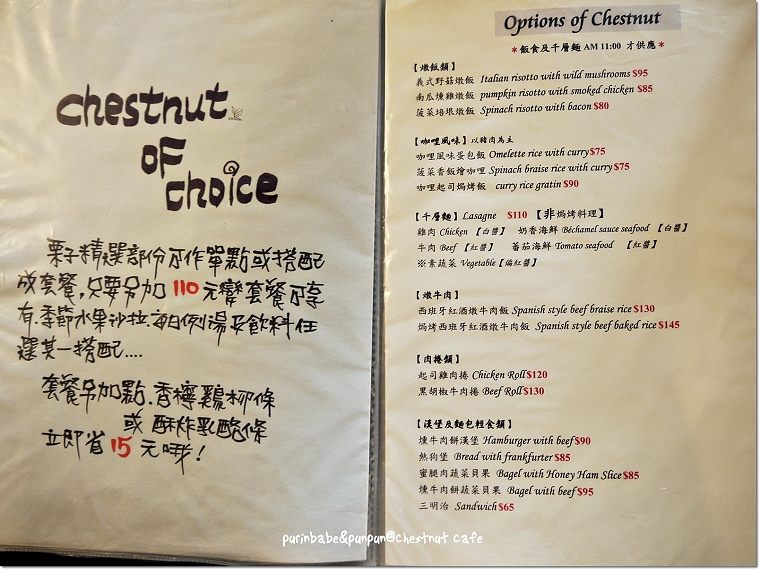 chestnut
of
choice
栗子精選部份可作單點或搭配
成套餐,只要另加 110 元變套餐可享
有.季節水果沙拉.每日例湯及飲料任
選其一搭配....
套餐另加點.香檸雞柳條
或 酥炸乳酪條
立即省 15 元哦!
Options of Chestnut
*飯食及千層麵 AM 11:00 才供應*
【燉飯類】
義式野菇燉飯 Italian risotto with wild mushrooms $95
南瓜燻雞燉飯 pumpkin risotto with smoked chicken $85
菠菜培根燉飯 Spinach risotto with bacon $80
【咖哩風味】以豬肉為主
咖哩風味蛋包飯 Omelette rice with curry $75
菠菜香飯燴咖哩 Spinach braise rice with curry $75
咖哩起司焗烤飯 curry rice gratin $90
【千層麵】Lasagne $110 【非焗烤料理】
雞肉 Chicken 【白醬】 奶香海鮮 Béchamel sauce seafood 【白醬】
牛肉 Beef 【紅醬】 蕃茄海鮮 Tomato seafood 【紅醬】
※素蔬菜 Vegetable【偏紅醬】
【燉牛肉】
西班牙紅酒燉牛肉飯 Spanish style beef braise rice $130
焗烤西班牙紅酒燉牛肉飯 Spanish style beef baked rice $145
【肉捲類】
起司雞肉捲 Chicken Roll $120
黑胡椒牛肉捲 Beef Roll $130
【漢堡及麵包輕食類】
燻牛肉餅漢堡 Hamburger with beef $90
熱狗堡 Bread with frankfurter $85
蜜腿肉蔬菜貝果 Bagel with Honey Ham Slice $85
燻牛肉餅蔬菜貝果 Bagel with beef $95
三明治 Sandwich $65
purinbabe&punpun@chestnut cafe